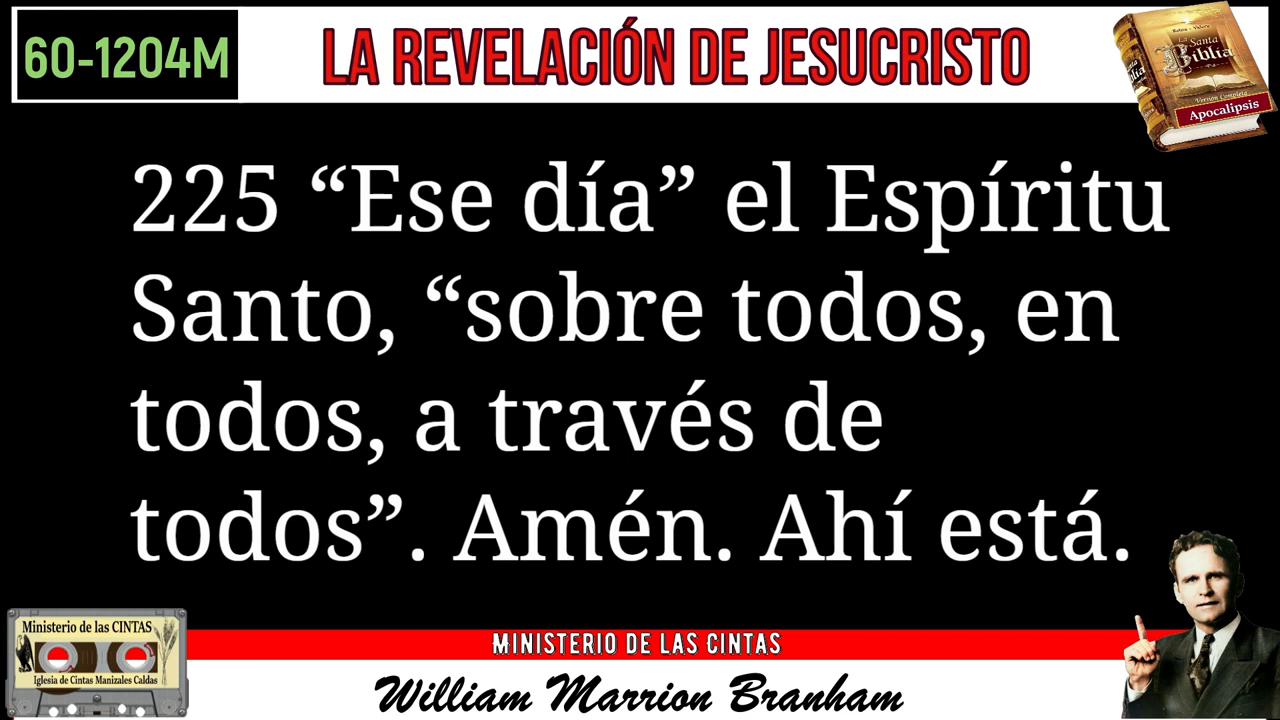 60-1204M
LA REVELACIÓN DE JESUCRISTO
La Santa
Biblia
Versión Completa
Apocalipsis
225 “Ese día” el Espíritu
Santo, “sobre todos, en
todos, a través de
todos”. Amén. Ahí está.
Ministerio de las CINTAS
Iglesia de Cintas Manizales Caldas
MINISTERIO DE LAS CINTAS
William Marrion Branham